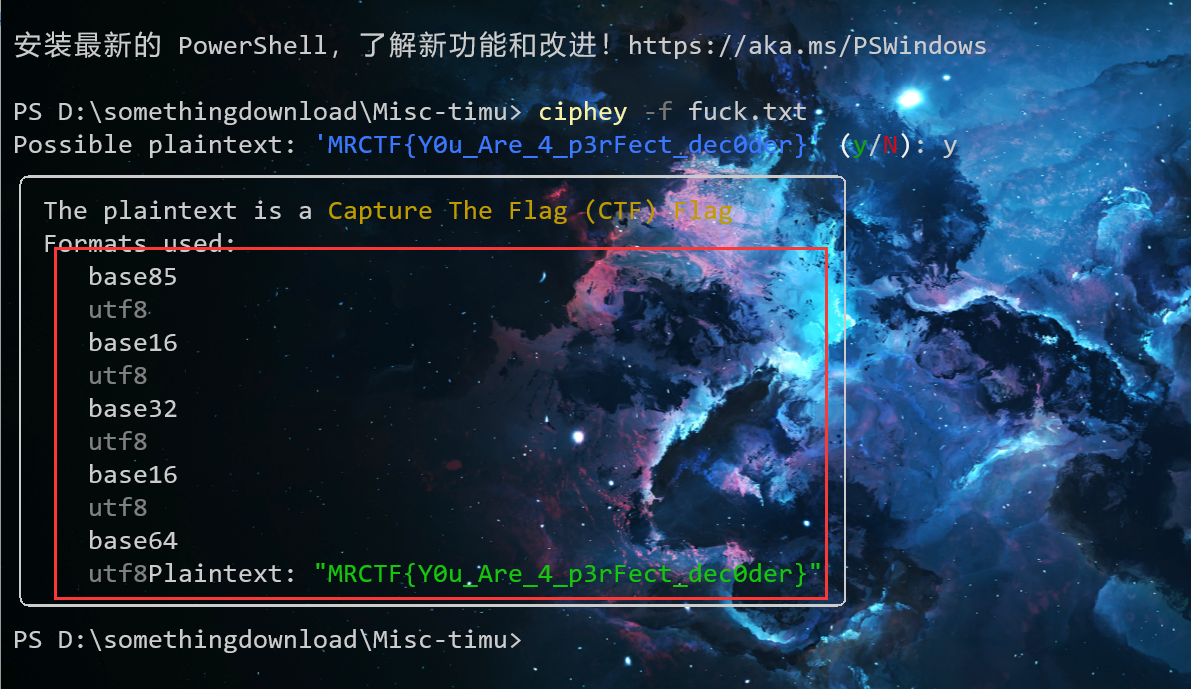 安装最新的 PowerShell，了解新功能和改进！https://aka.ms/PSWindows
PS D:\somethingdownload\Misc-timu> ciphey -f fuck.txt
Possible plaintext: 'MRCTF{Y0u_Are_4_p3rFect_dec0der}' (y/N): y
The plaintext is a Capture The Flag (CTF) Flag
Formats used:
base85
utf8
base16
utf8
base32
utf8
base16
utf8
base64
utf8Plaintext: "MRCTF{Y0u_Are_4_p3rFect_dec0der}"
PS D:\somethingdownload\Misc-timu>